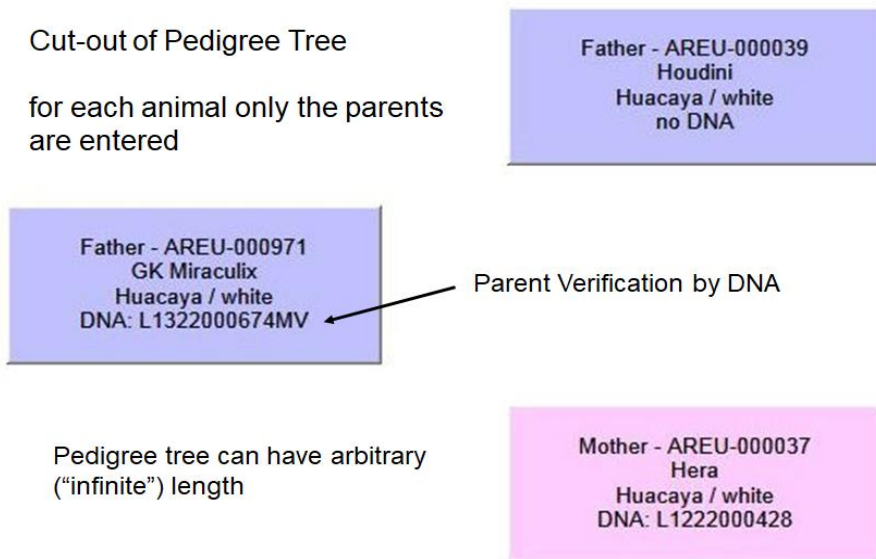 Cut-out of Pedigree Tree
for each animal only the parents
are entered
Father - AREU-000039
Houdini
Huacaya / white
no DNA
Father - AREU-000971
GK Miraculix
Huacaya / white
DNA: L1322000674MV
Parent Verification by DNA
Pedigree tree can have arbitrary
(“infinite”) length
Mother - AREU-000037
Hera
Huacaya / white
DNA: L1222000428